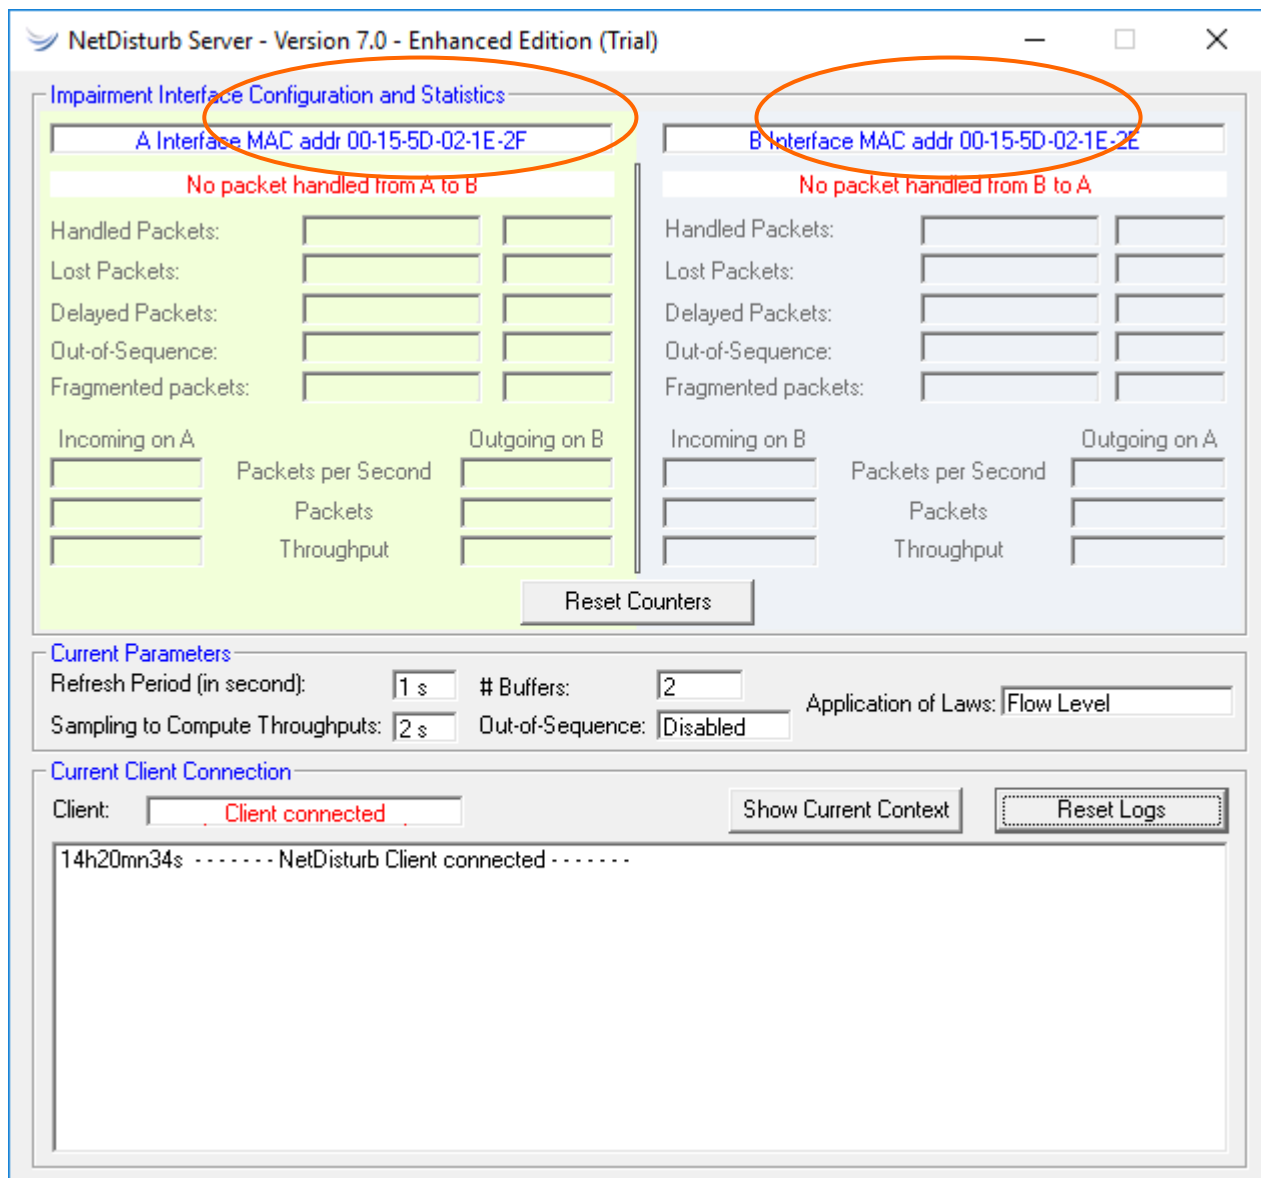 NetDisturb Server - Version 7.0 - Enhanced Edition (Trial)
Impairment Interface Configuration and Statistics
A Interface MAC addr 00-15-5D-02-1E-2F
No packet handled from A to B
Handled Packets:
Lost Packets:
Delayed Packets:
Out-of-Sequence:
Fragmented packets:
Incoming on A
Outgoing on B
Packets per Second
Packets
Throughput
B Interface MAC addr 00-15-5D-02-1E-2E
No packet handled from B to A
Handled Packets:
Lost Packets:
Delayed Packets:
Out-of-Sequence:
Fragmented packets:
Incoming on B
Outgoing on A
Packets per Second
Packets
Throughput
Reset Counters
Current Parameters
Refresh Period (in second): 1 s # Buffers: 2
Application of Laws: Flow Level
Sampling to Compute Throughputs: 2 s Out-of-Sequence: Disabled
Current Client Connection
Client: Client connected Show Current Context Reset Logs
14h20mn34s - - - - - - - NetDisturb Client connected - - - - - - -